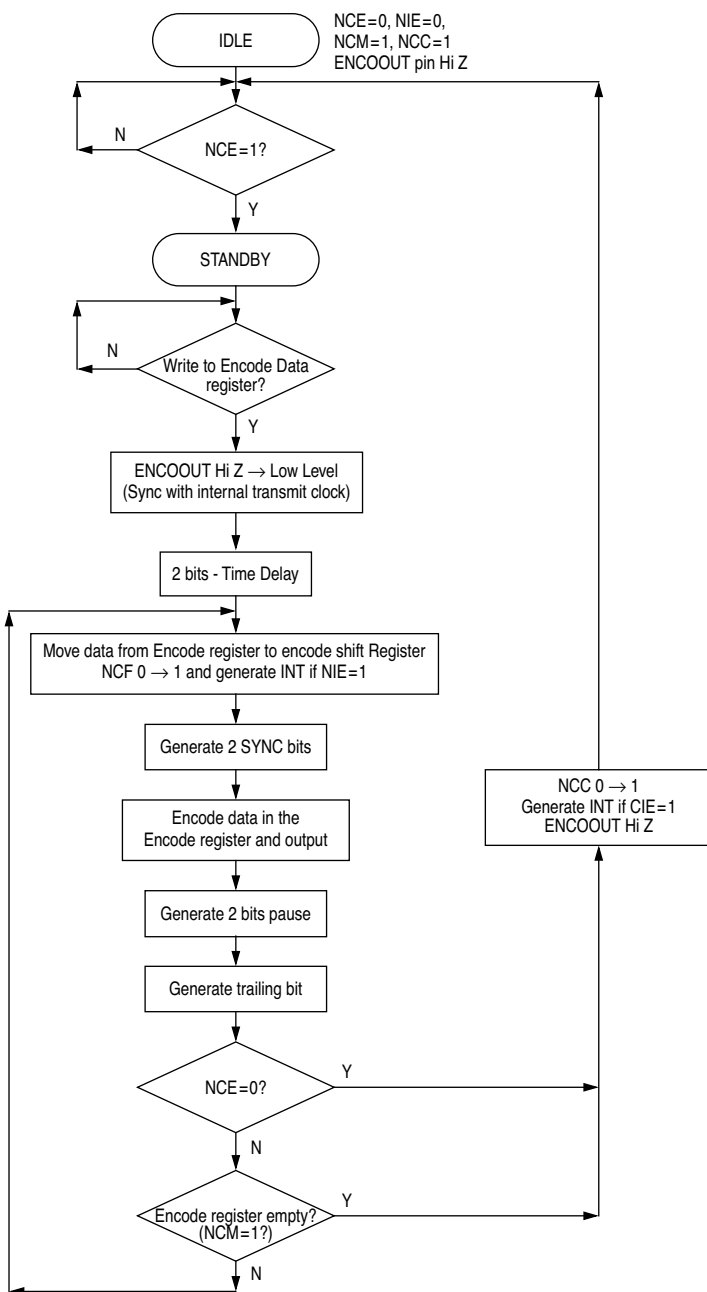 IDLE
NCE=0, NIE=0,
NCM=1, NCC=1
ENCOOUT pin Hi Z
N
NCE=1?
Y
STANDBY
N
Write to Encode Data
register?
Y
ENCOOUT Hi Z → Low Level
(Sync with internal transmit clock)
2 bits - Time Delay
Move data from Encode register to encode shift Register
NCF 0 → 1 and generate INT if NIE=1
Generate 2 SYNC bits
Encode data in the
Encode register and output
NCC 0 → 1
Generate INT if CIE=1
ENCOOUT Hi Z
Generate 2 bits pause
Generate trailing bit
NCE=0?
Y
N
Encode register empty?
(NCM=1?)
Y
N